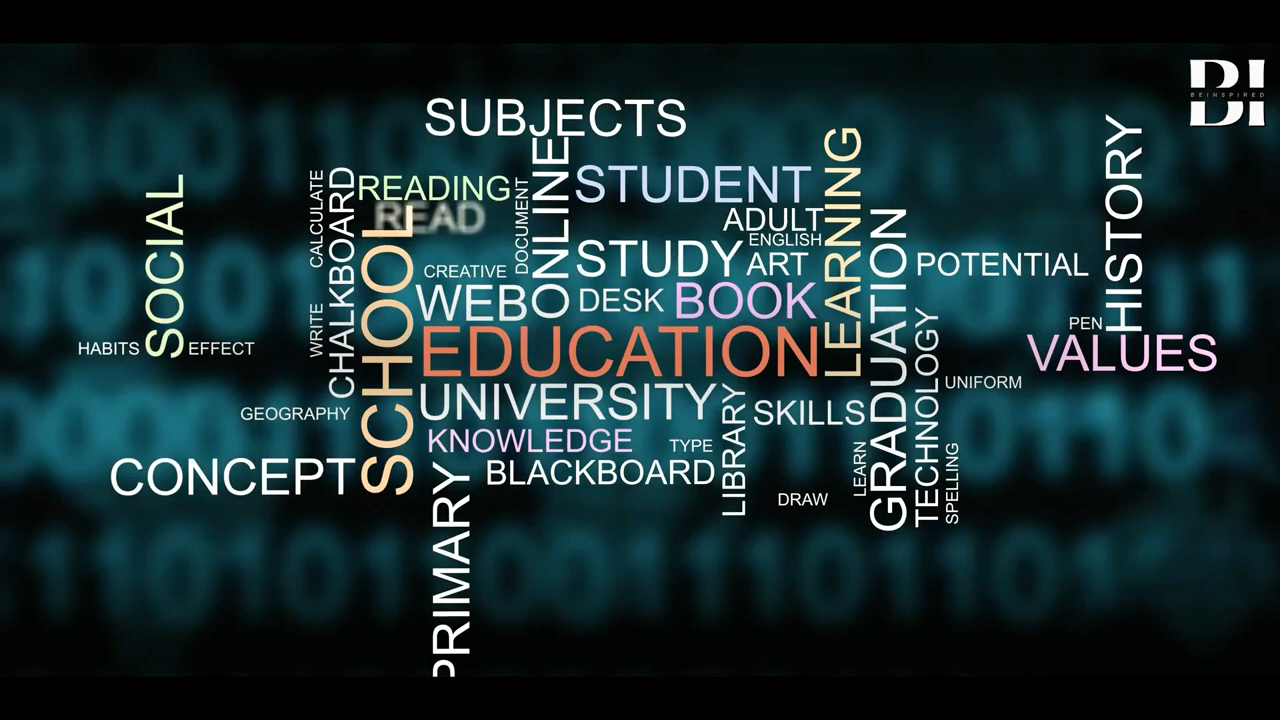 BI
BEINSPIRED
SUBJECTS
HISTORY
LEARNING
ONLINE
STUDENT
READING
CHALKBOARD
CALCULATE
SOCIAL
READ
DOCUMENT
ADULT
ENGLISH
GRADUATION
SCHOOL
STUDY
ART
POTENTIAL
CREATIVE
WEB
DESK
BOOK
WRITE
TECHNOLOGY
PEN
HABITS
EFFECT
EDUCATION
VALUES
UNIFORM
UNIVERSITY
LIBRARY
SKILLS
GEOGRAPHY
KNOWLEDGE
TYPE
LEARN
SPELLING
CONCEPT
BLACKBOARD
PRIMARY
DRAW